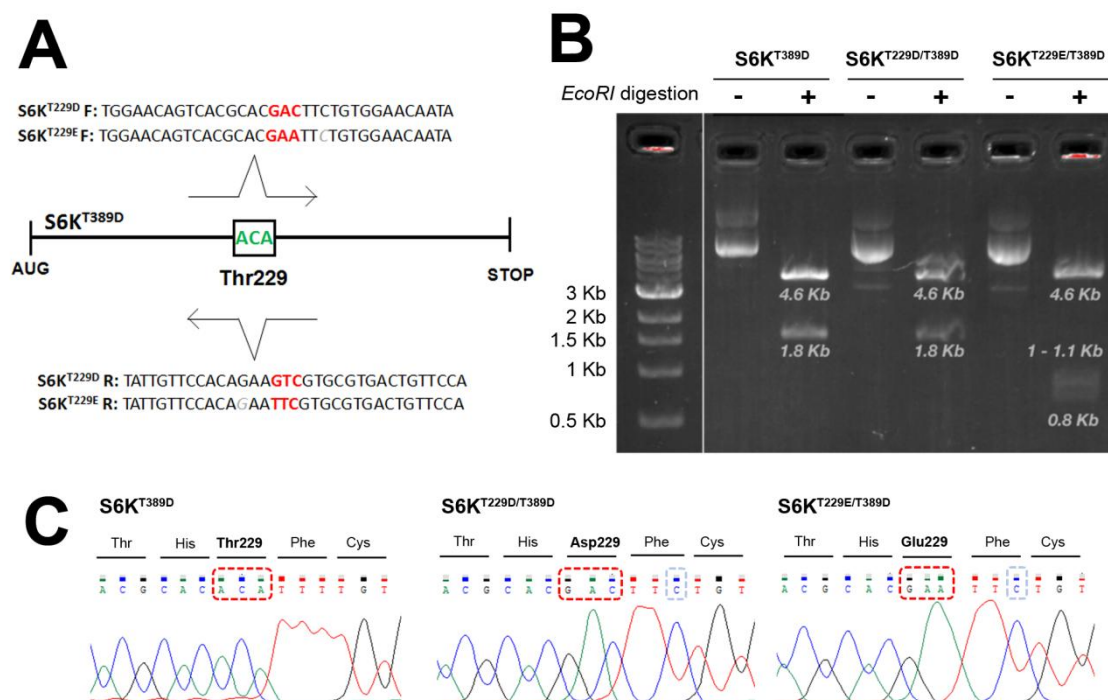 A
S6K^T229D F: TGGAACAGTCACGCACGACTTCTGTGGAACAATA
S6K^T229E F: TGGAACAGTCACGCACGAATTCTGTGGAACAATA
S6K^T389D
ACA
AUG
Thr229
STOP
S6K^T229D R: TATTGTTCCACAGAAGTCGTGCGTGACTGTTCCA
S6K^T229E R: TATTGTTCCACAGAATTCGTGCGTGACTGTTCCA
B
S6K^T389D S6K^T229D/T389D S6K^T229E/T389D
EcoRI digestion - + - + - +
3 Kb
2 Kb
1.5 Kb
1 Kb
0.5 Kb
4.6 Kb 4.6 Kb 4.6 Kb
1.8 Kb 1.8 Kb 1 - 1.1 Kb
0.8 Kb
C
S6K^T389D
Thr His Thr229 Phe Cys
A C G C A C A C A T T T T G T
S6K^T229D/T389D
Thr His Asp229 Phe Cys
A C G C A C G A C T T C T G T
S6K^T229E/T389D
Thr His Glu229 Phe Cys
A C G C A C G A A T T C T G T